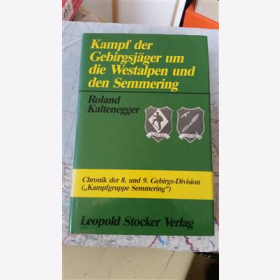 Kampf der
Gebirgsjäger um
die Westalpen und
den Semmering
Roland
Kaltenegger
Chronik der 8. und 9. Gebirgs-Division
(„Kampfgruppe Semmering“)
Leopold Stocker Verlag